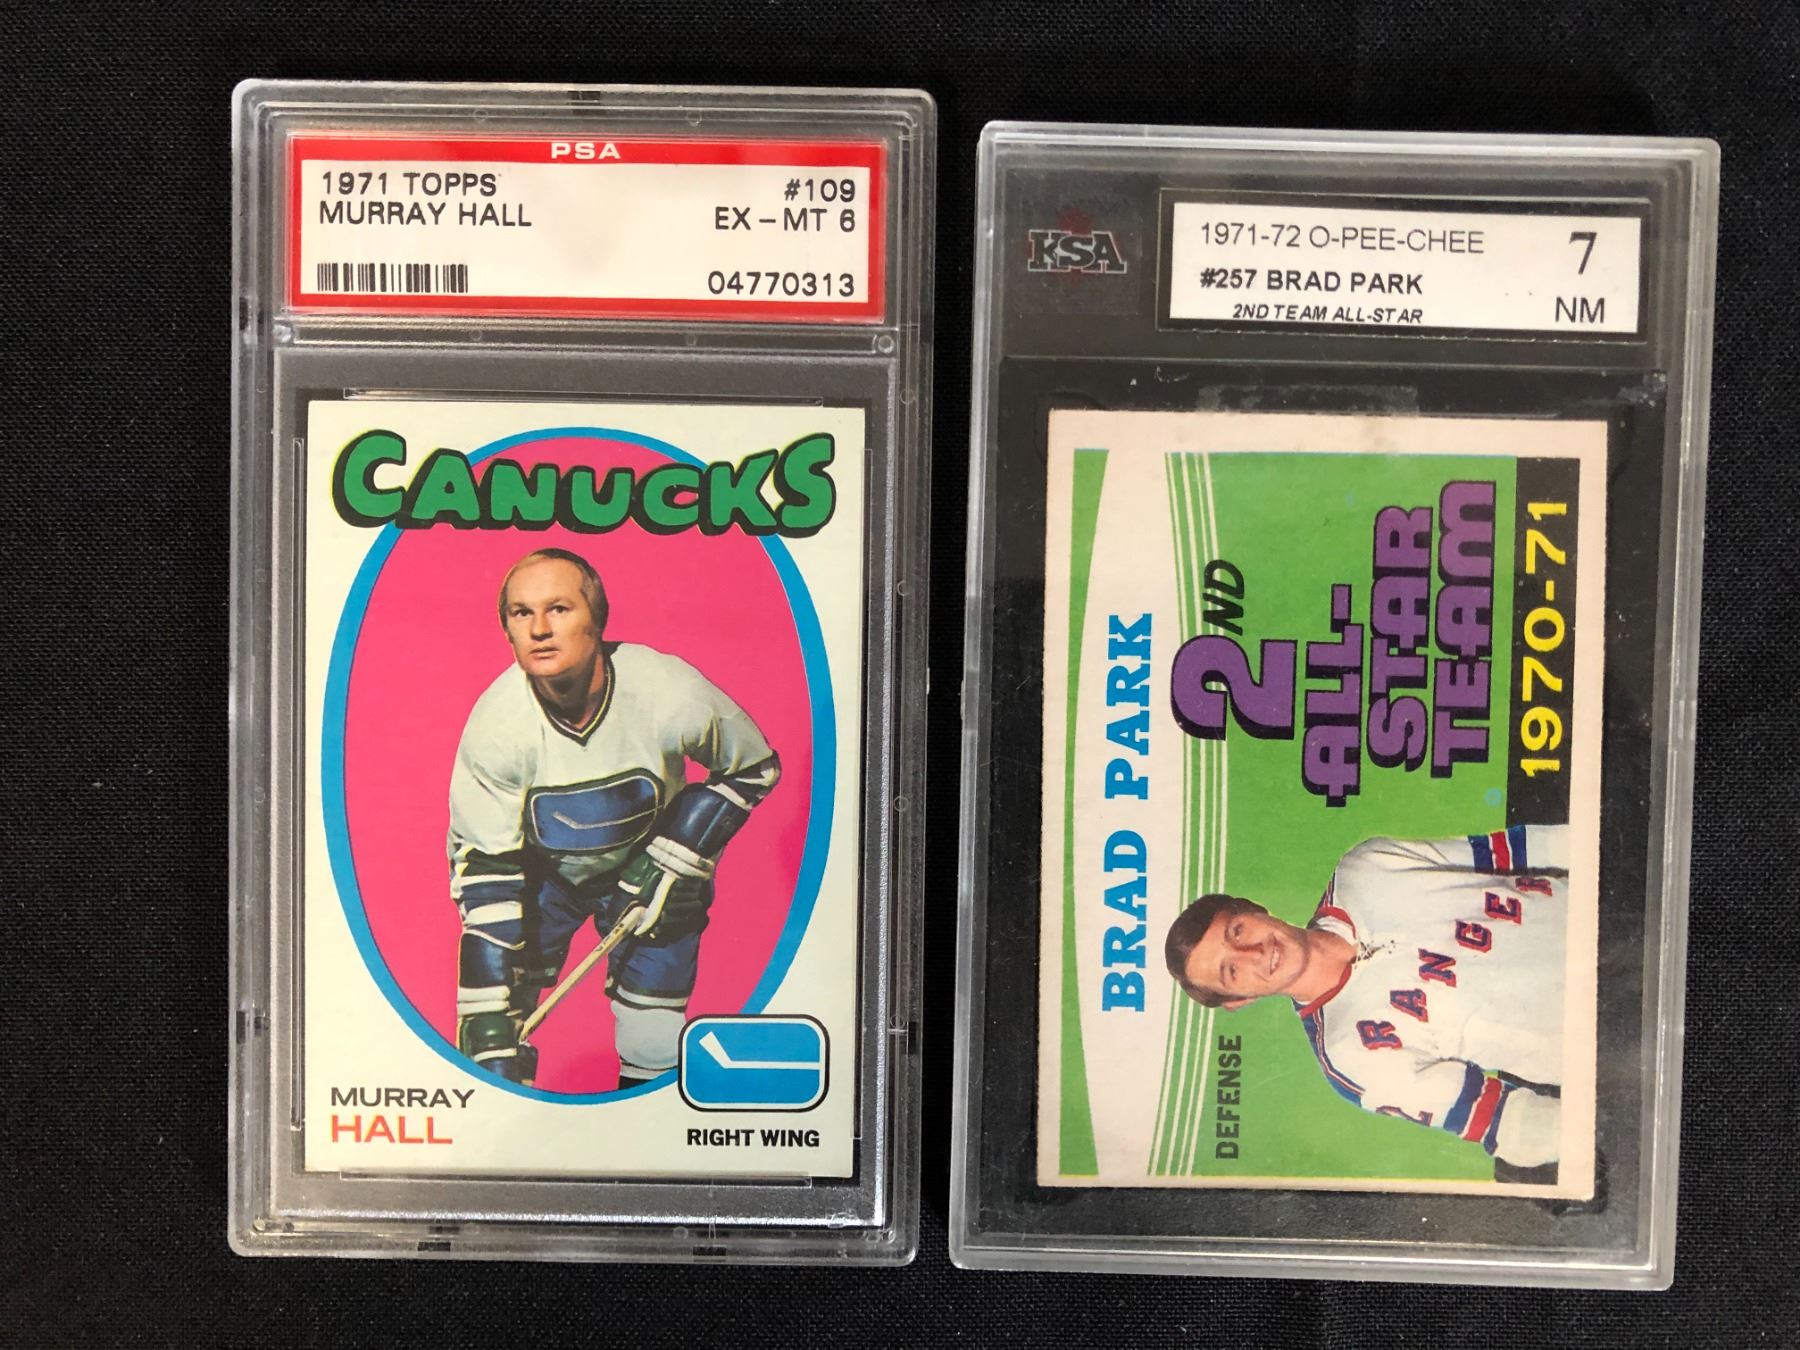 PSA
1971 TOPPS #109
MURRAY HALL EX - MT 6
04770313
CANUCKS
MURRAY
HALL
RIGHT WING
KSA
1971-72 O-PEE-CHEE 7
#257 BRAD PARK
2ND TEAM ALL-STAR NM
BRAD PARK
DEFENSE
2ND
ALL-
STAR
TEAM
1970-71
RANGER
2